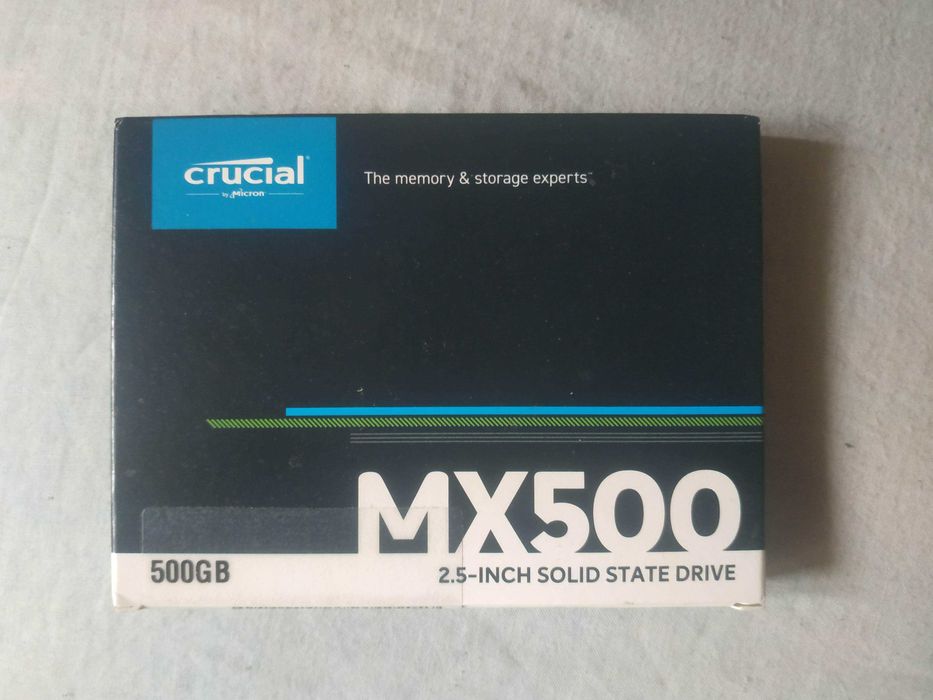 crucial®
by Micron
The memory & storage experts™
MX500
500GB
2.5-INCH SOLID STATE DRIVE